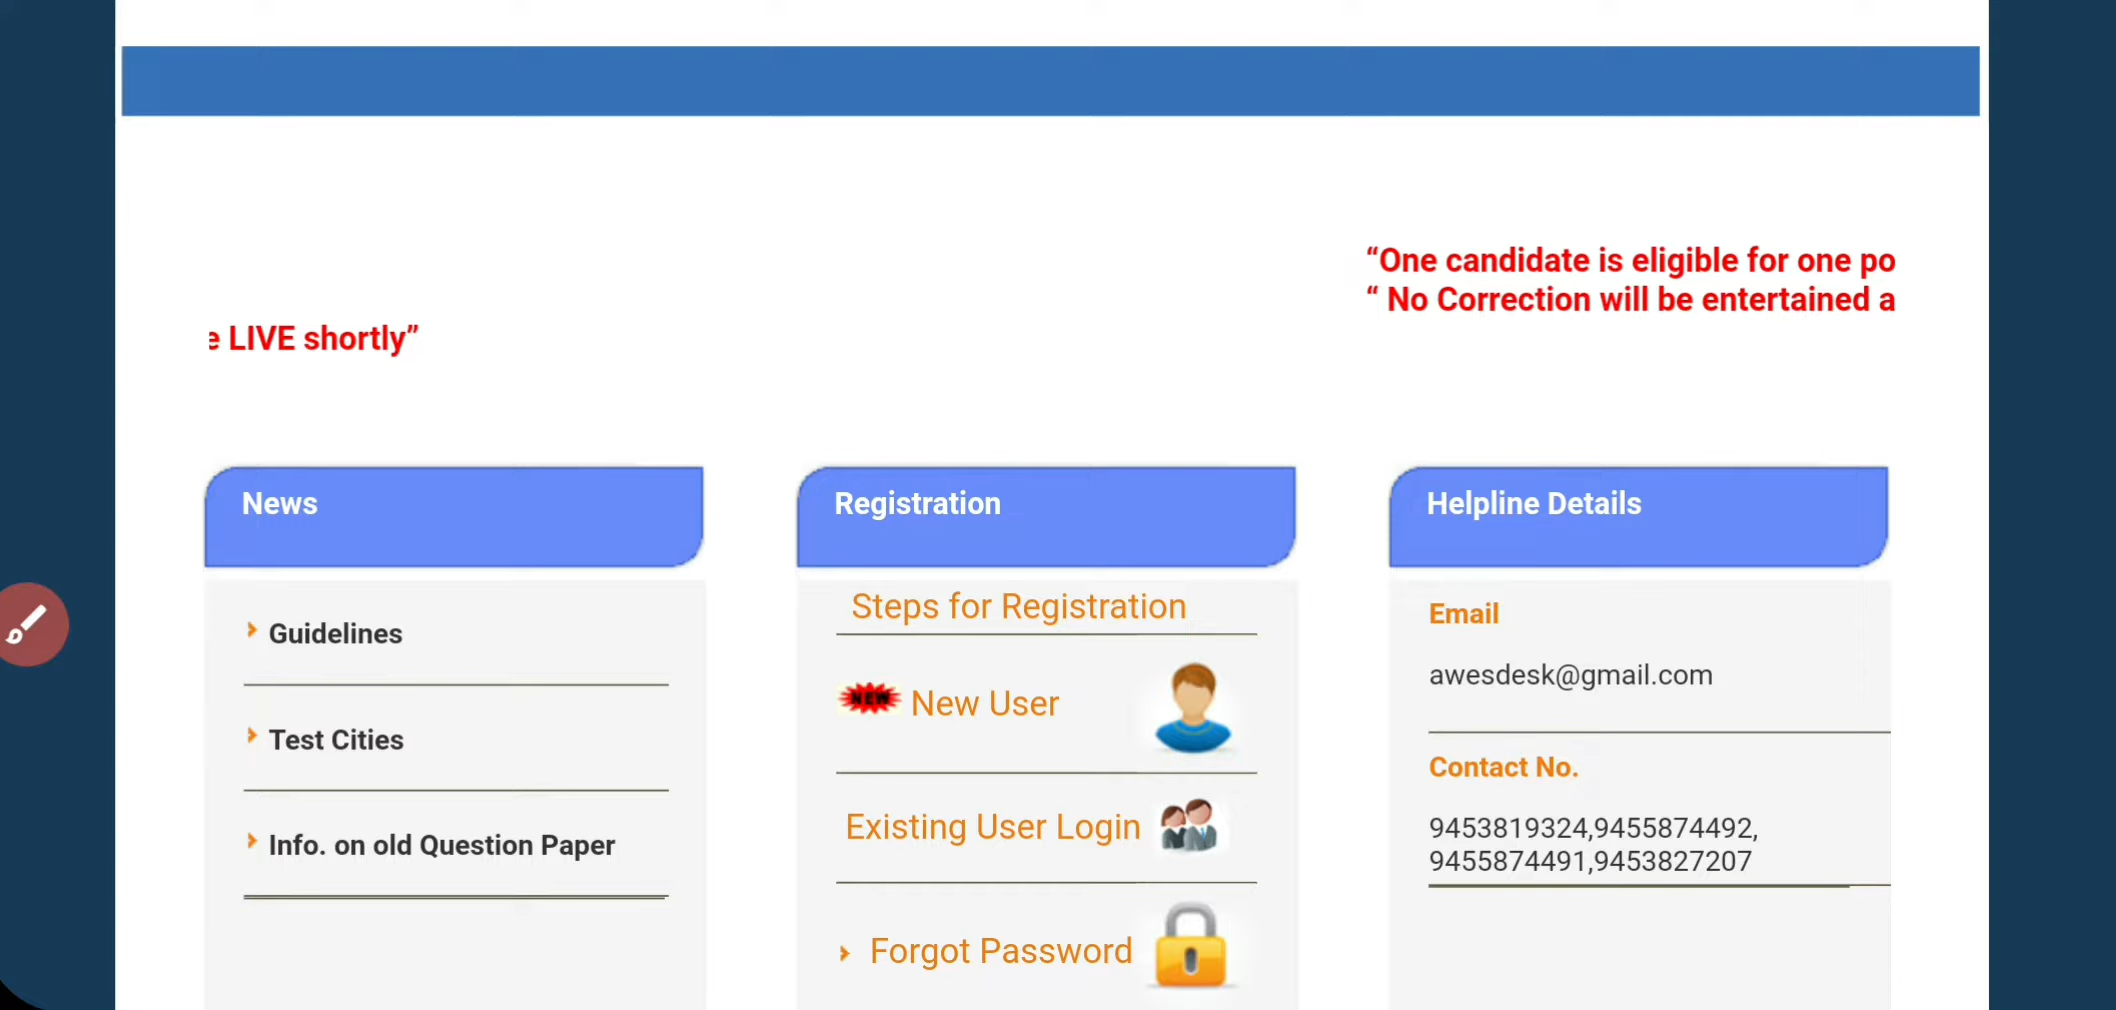 “One candidate is eligible for one po
“ No Correction will be entertained a
e LIVE shortly”
News
Guidelines
Test Cities
Info. on old Question Paper
Registration
Steps for Registration
NEW New User
Existing User Login
Forgot Password
Helpline Details
Email
awesdesk@gmail.com
Contact No.
9453819324,9455874492,
9455874491,9453827207